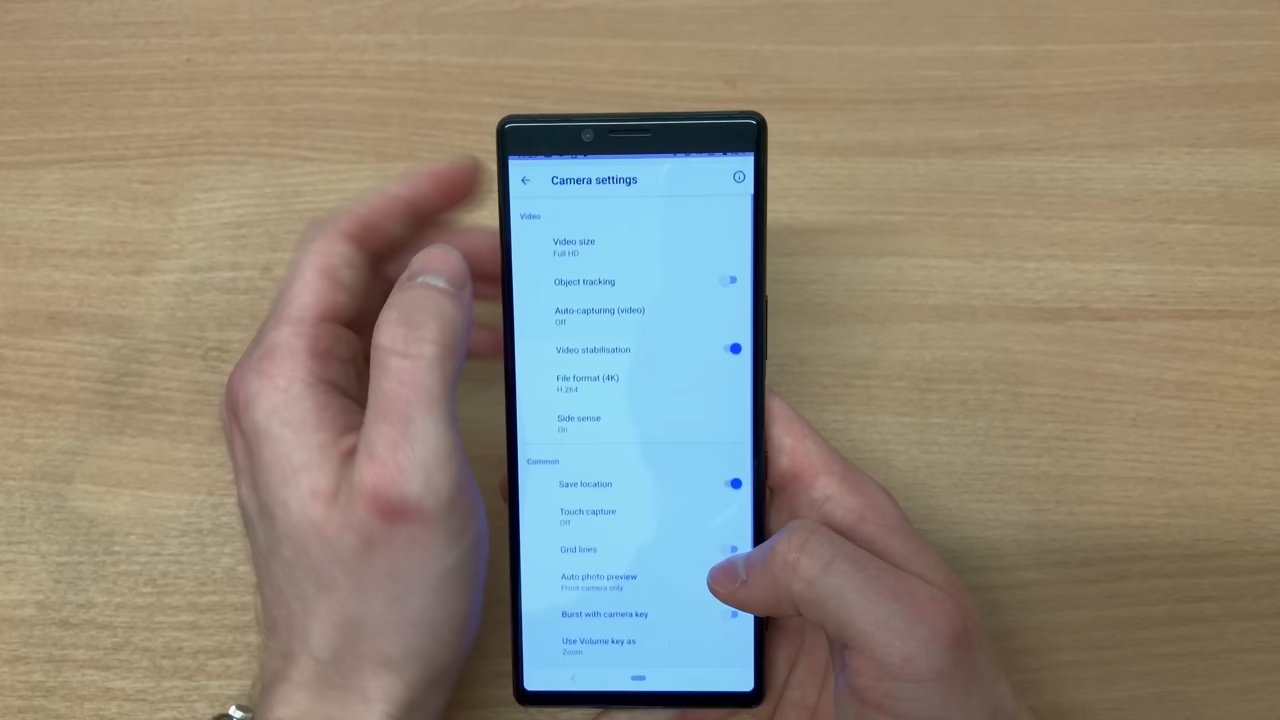 Camera settings
Video
Video size
Full HD
Object tracking
Auto-capturing (video)
Off
Video stabilisation
File format (4K)
H 264
Side sense
On
Common
Save location
Touch capture
Off
Grid lines
Auto photo preview
Front camera only
Burst with camera key
Use Volume key as
Zoom